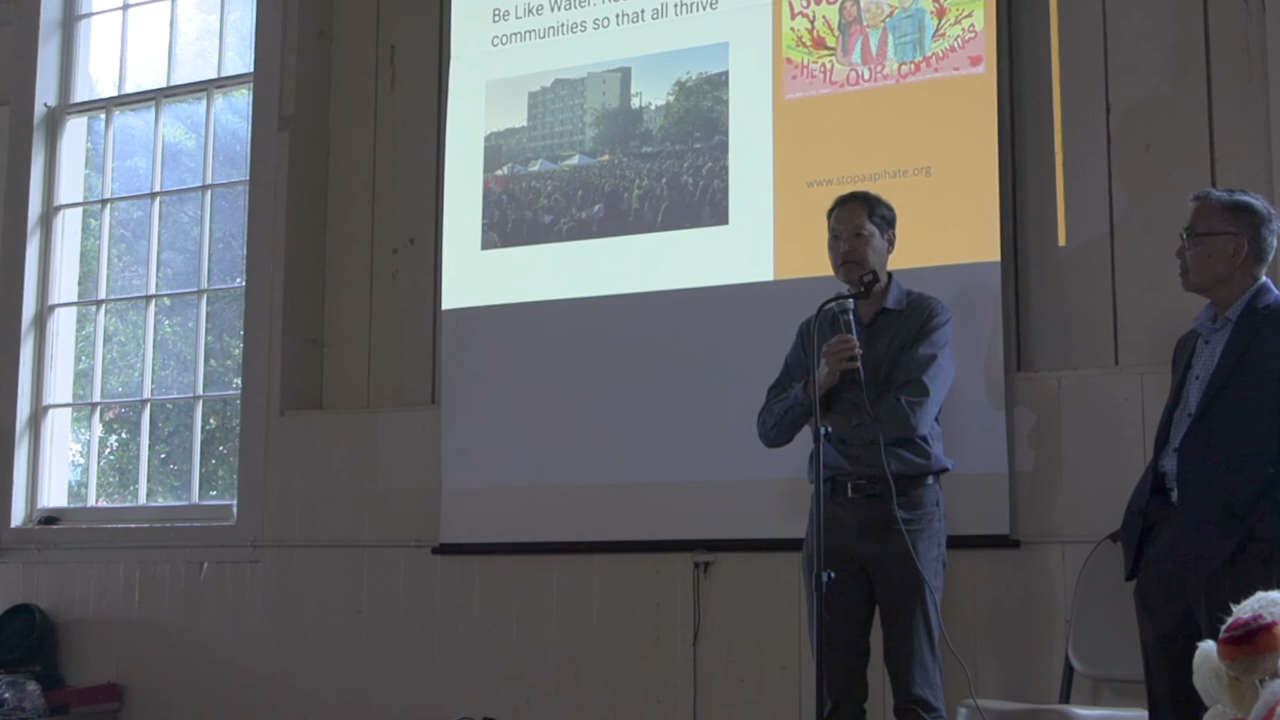 Be Like Water:
communities so that all thrive
HEAL OUR COMMUNITIES
www.stopaapihate.org